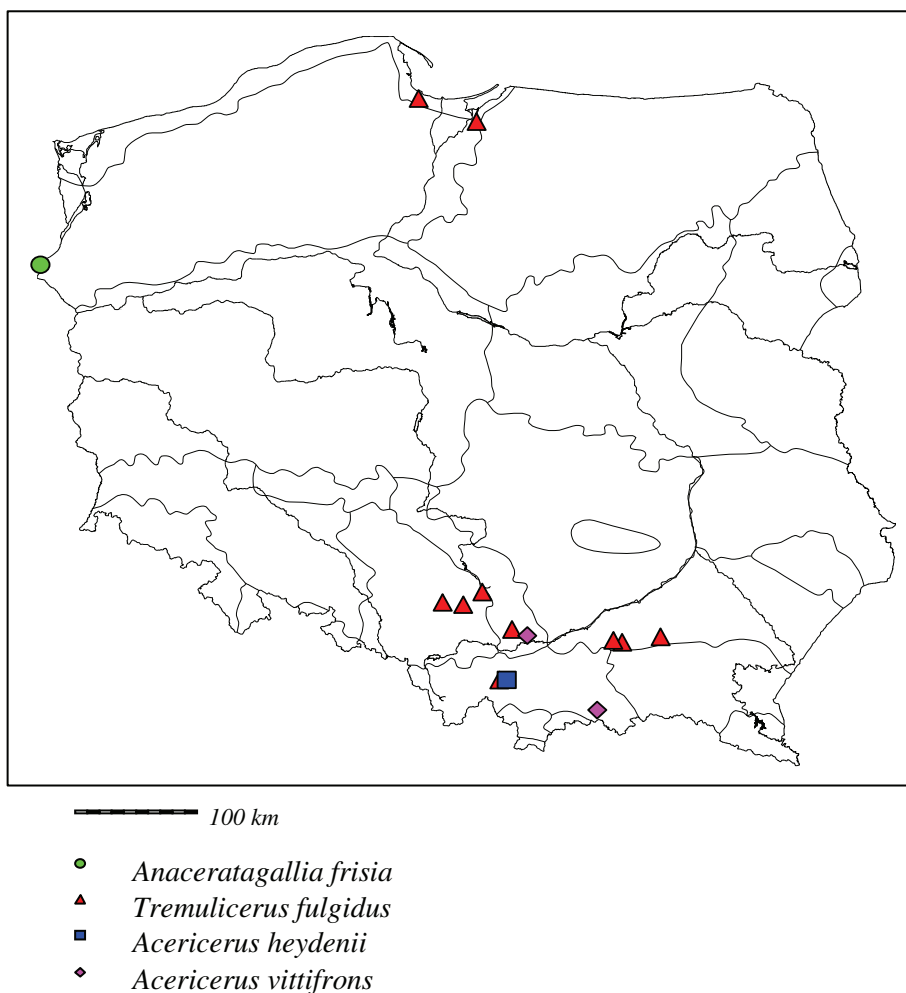 100 km
Anaceratagallia frisia
Tremulicerus fulgidus
Acericerus heydenii
Acericerus vittifrons